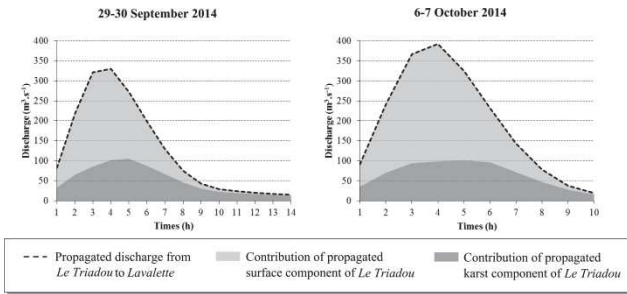 29-30 September 2014
6-7 October 2014
Discharge (m³.s⁻¹)
400
350
300
250
200
150
100
50
0
1 2 3 4 5 6 7 8 9 10 11 12 13 14
Times (h)
Discharge (m³.s⁻¹)
400
350
300
250
200
150
100
50
0
1 2 3 4 5 6 7 8 9 10
Times (h)
Propagated discharge from
Le Triadou to Lavalette
Contribution of propagated
surface component of Le Triadou
Contribution of propagated
karst component of Le Triadou